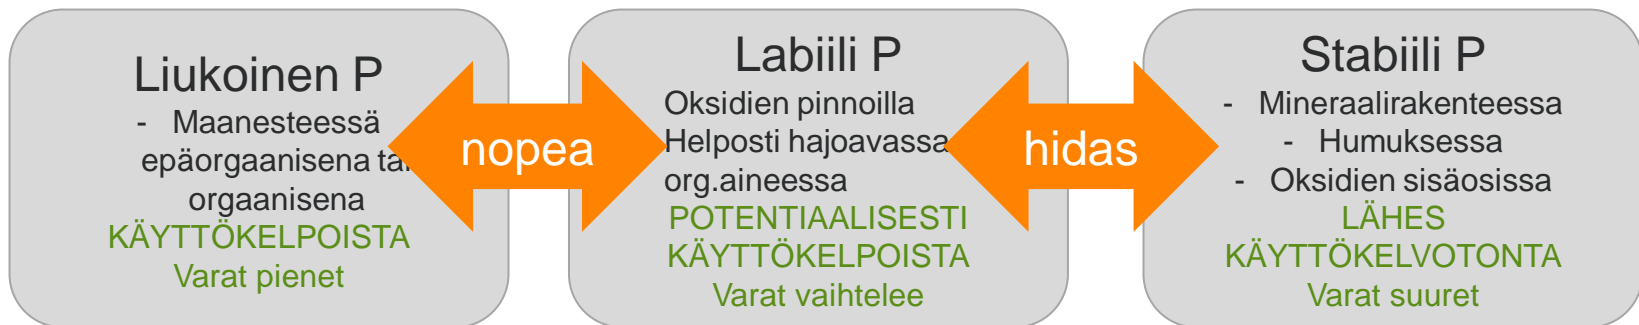 Liukoinen P
- Maanesteessä
epäorgaanisena tai
orgaanisena
KÄYTTÖKELPOISTA
Varat pienet
nopea
Labiili P
Oksidien pinnoilla
Helposti hajoavassa
org.aineessa
POTENTIAALISESTI
KÄYTTÖKELPOISTA
Varat vaihtelee
hidas
Stabiili P
- Mineraalirakenteessa
- Humuksessa
- Oksidien sisäosissa
LÄHES
KÄYTTÖKELVOTONTA
Varat suuret